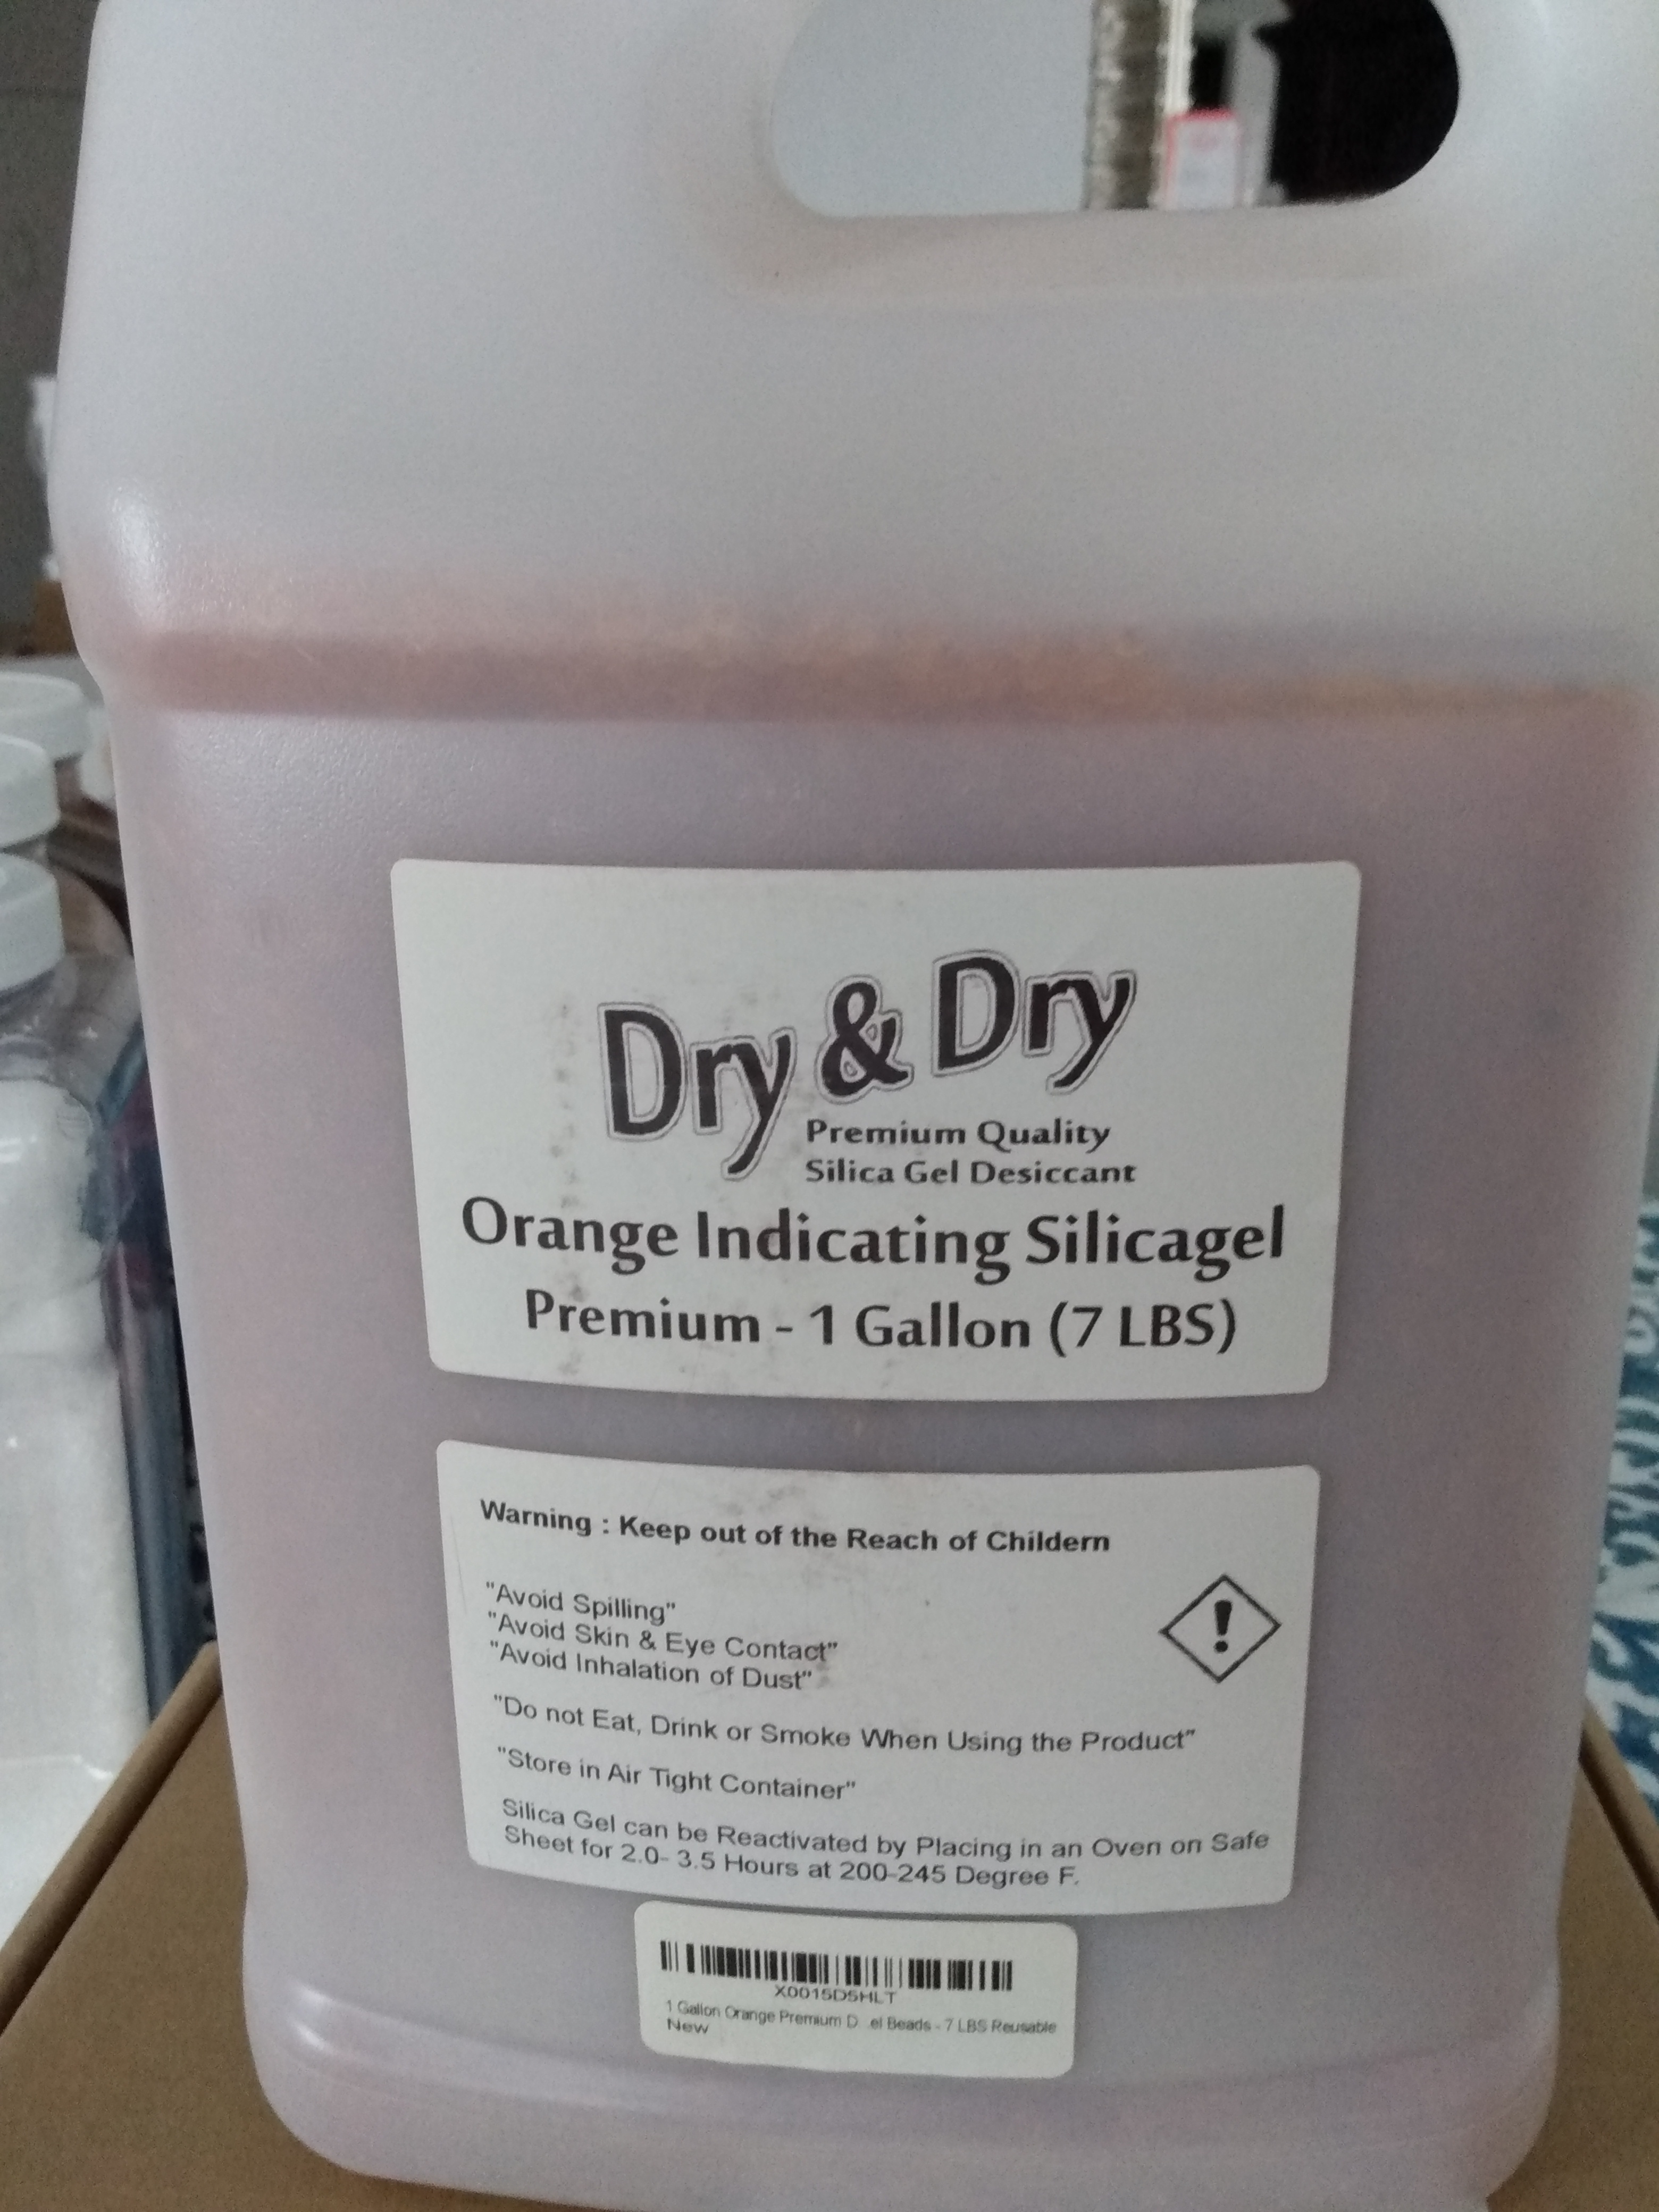 Dry & Dry
Premium Quality
Silica Gel Desiccant
Orange Indicating Silicagel
Premium - 1 Gallon (7 LBS)
Warning : Keep out of the Reach of Childern
"Avoid Spilling"
"Avoid Skin & Eye Contact"
"Avoid Inhalation of Dust"
"Do not Eat, Drink or Smoke When Using the Product"
"Store in Air Tight Container"
Silica Gel can be Reactivated by Placing in an Oven on Safe
Sheet for 2.0- 3.5 Hours at 200-245 Degree F.
X0015D5HLT
1 Gallon Orange Premium D...el Beads - 7 LBS Reusable
New